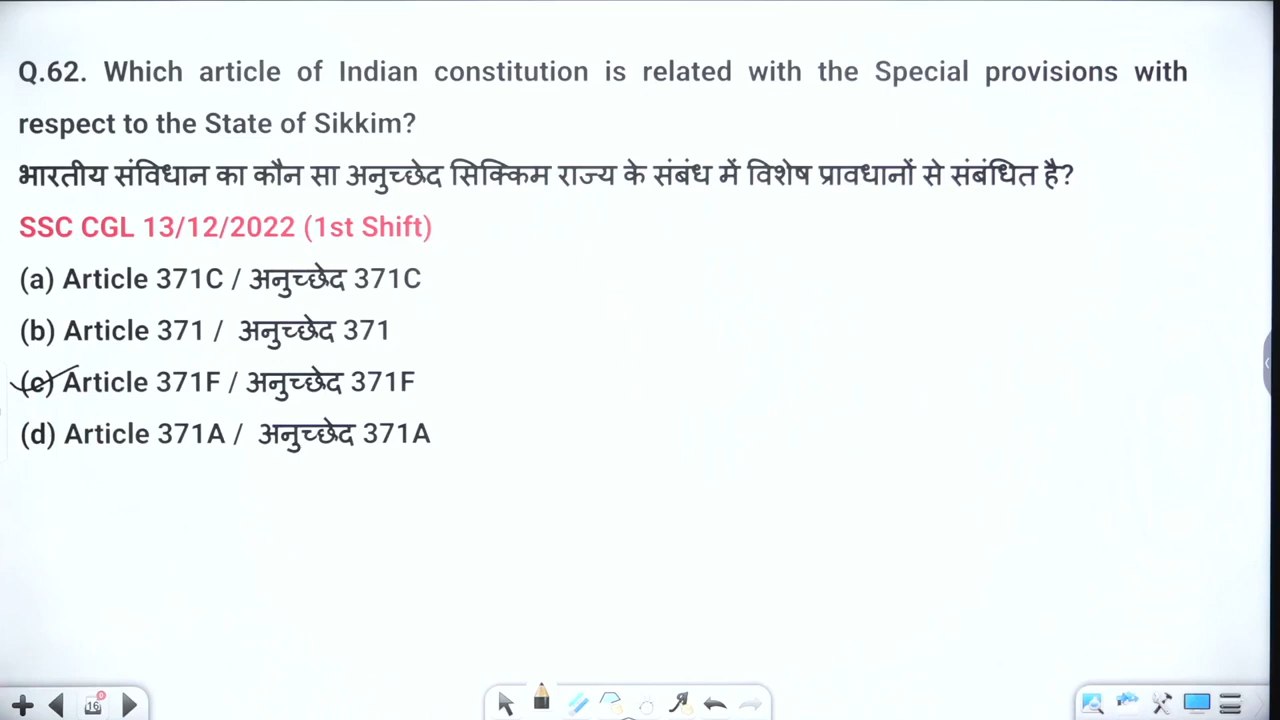 Q.62. Which article of Indian constitution is related with the Special provisions with
respect to the State of Sikkim?
भारतीय संविधान का कौन सा अनुच्छेद सिक्किम राज्य के संबंध में विशेष प्रावधानों से संबंधित है?
SSC CGL 13/12/2022 (1st Shift)
(a) Article 371C / अनुच्छेद 371C
(b) Article 371 / अनुच्छेद 371
(c) Article 371F / अनुच्छेद 371F
(d) Article 371A / अनुच्छेद 371A
16
0